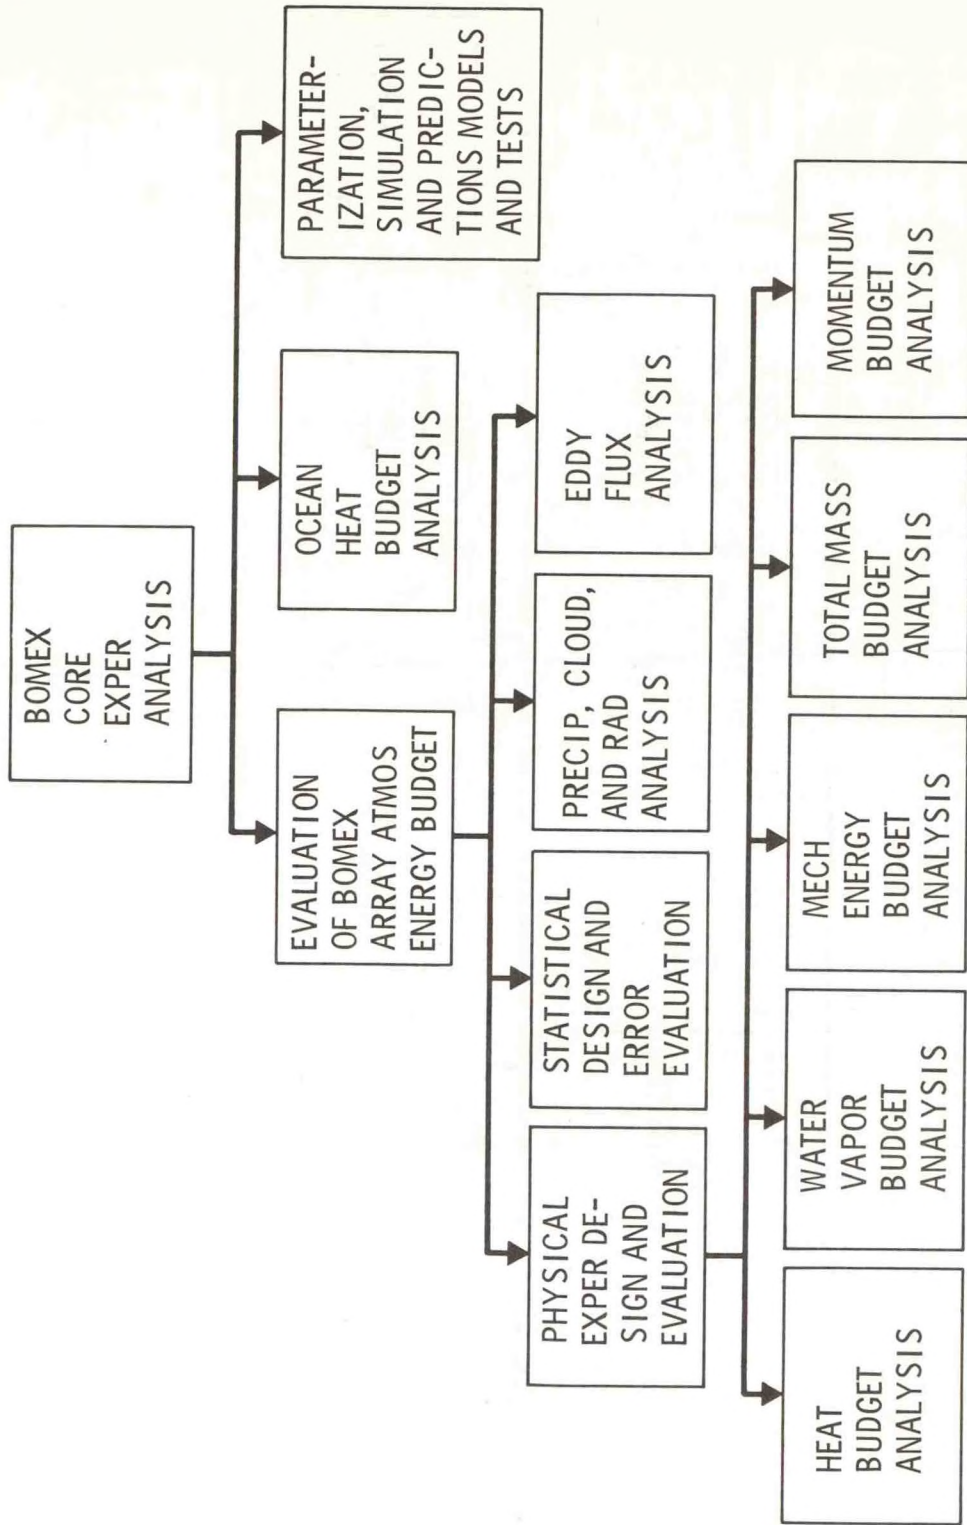 BOMEX
CORE
EXPER
ANALYSIS
EVALUATION
OF BOMEX
ARRAY ATMOS
ENERGY BUDGET
OCEAN
HEAT
BUDGET
ANALYSIS
PARAMETER-
IZATION,
SIMULATION
AND PREDIC-
TIONS MODELS
AND TESTS
PHYSICAL
EXPER DE-
SIGN AND
EVALUATION
STATISTICAL
DESIGN AND
ERROR
EVALUATION
PRECIP, CLOUD,
AND RAD
ANALYSIS
EDDY
FLUX
ANALYSIS
HEAT
BUDGET
ANALYSIS
WATER
VAPOR
BUDGET
ANALYSIS
MECH
ENERGY
BUDGET
ANALYSIS
TOTAL MASS
BUDGET
ANALYSIS
MOMENTUM
BUDGET
ANALYSIS